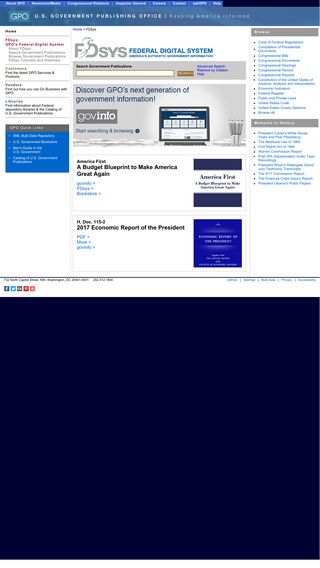 About GPO | Newsroom/Media | Congressional Relations | Inspector General | Careers | Contact | askGPO | Help
GPO U.S. GOVERNMENT PUBLISHING OFFICE | Keeping America Informed
Home
FDsys
GPO's Federal Digital System
About FDsys
Search Government Publications
Browse Government Publications
FDsys Tutorials and Webinars
Customers
Find the latest GPO Services & Products.
Vendors
Find out how you can Do Business with GPO
Libraries
Find information about Federal depository libraries & the Catalog of U.S. Government Publications.
GPO Quick Links
XML Bulk Data Repository
U.S. Government Bookstore
Ben's Guide to the U.S. Government
Catalog of U.S. Government Publications
Home > FDsys
FDsys FEDERAL DIGITAL SYSTEM
AMERICA'S AUTHENTIC GOVERNMENT INFORMATION
Search Government Publications
Advanced Search
Retrieve by Citation
Help
Discover GPO's next generation of
government information!
govinfo
Start searching & browsing
America First
A Budget Blueprint to Make America
Great Again
govinfo >
FDsys >
Bookstore >
America First
A Budget Blueprint to Make America Great Again
H. Doc. 115-2
2017 Economic Report of the President
PDF >
More >
govinfo >
ECONOMIC REPORT
OF THE PRESIDENT
Browse
Code of Federal Regulations
Compilation of Presidential Documents
Congressional Bills
Congressional Documents
Congressional Hearings
Congressional Record
Congressional Reports
Constitution of the United States of America: Analysis and Interpretation
Economic Indicators
Federal Register
Public and Private Laws
United States Code
United States Courts Opinions
Browse All
Moments in History
President Carter's White House Years and Post Presidency
The Medicare Law of 1965
Civil Rights Act of 1964
Warren Commission Report
Post JFK Assassination Audio Tape Recordings
President Nixon's Watergate Grand Jury Testimony Transcripts
The 9/11 Commission Report
The Financial Crisis Inquiry Report
President Obama's Public Papers
732 North Capitol Street, NW, Washington, DC 20401-0001 202.512.1800
GitHub | Sitemap | Bulk Data | Privacy | Accessibility